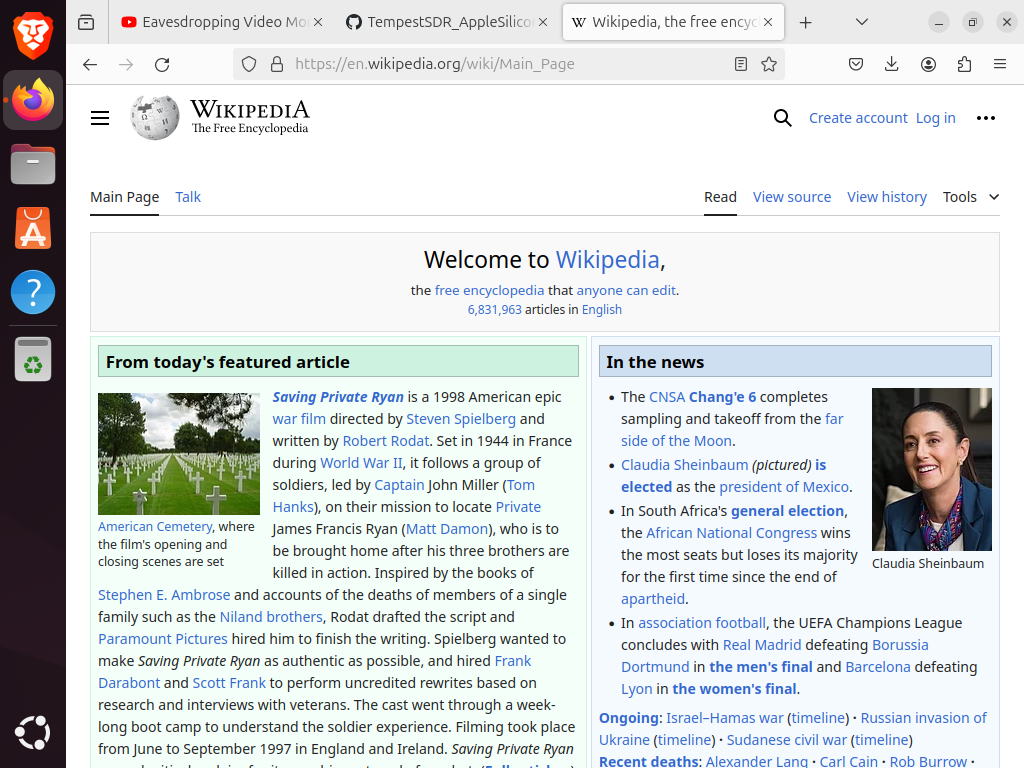 Eavesdropping Video Mo
TempestSDR_AppleSilico
Wikipedia, the free ency
https://en.wikipedia.org/wiki/Main_Page
WIKIPEDIA
The Free Encyclopedia
Create account Log in
Main Page Talk Read View source View history Tools
Welcome to Wikipedia,
the free encyclopedia that anyone can edit.
6,831,963 articles in English
From today's featured article
Saving Private Ryan is a 1998 American epic
war film directed by Steven Spielberg and
written by Robert Rodat. Set in 1944 in France
during World War II, it follows a group of
soldiers, led by Captain John Miller (Tom
Hanks), on their mission to locate Private
James Francis Ryan (Matt Damon), who is to
be brought home after his three brothers are
killed in action. Inspired by the books of
American Cemetery, where
the film's opening and
closing scenes are set
Stephen E. Ambrose and accounts of the deaths of members of a single
family such as the Niland brothers, Rodat drafted the script and
Paramount Pictures hired him to finish the writing. Spielberg wanted to
make Saving Private Ryan as authentic as possible, and hired Frank
Darabont and Scott Frank to perform uncredited rewrites based on
research and interviews with veterans. The cast went through a week-
long boot camp to understand the soldier experience. Filming took place
from June to September 1997 in England and Ireland. Saving Private Ryan
In the news
The CNSA Chang'e 6 completes
sampling and takeoff from the far
side of the Moon.
Claudia Sheinbaum (pictured) is
elected as the president of Mexico.
In South Africa's general election,
the African National Congress wins
the most seats but loses its majority
for the first time since the end of
apartheid.
Claudia Sheinbaum
In association football, the UEFA Champions League
concludes with Real Madrid defeating Borussia
Dortmund in the men's final and Barcelona defeating
Lyon in the women's final.
Ongoing: Israel–Hamas war (timeline) · Russian invasion of
Ukraine (timeline) · Sudanese civil war (timeline)
Recent deaths: Alexander Lang · Carl Cain · Rob Burrow ·